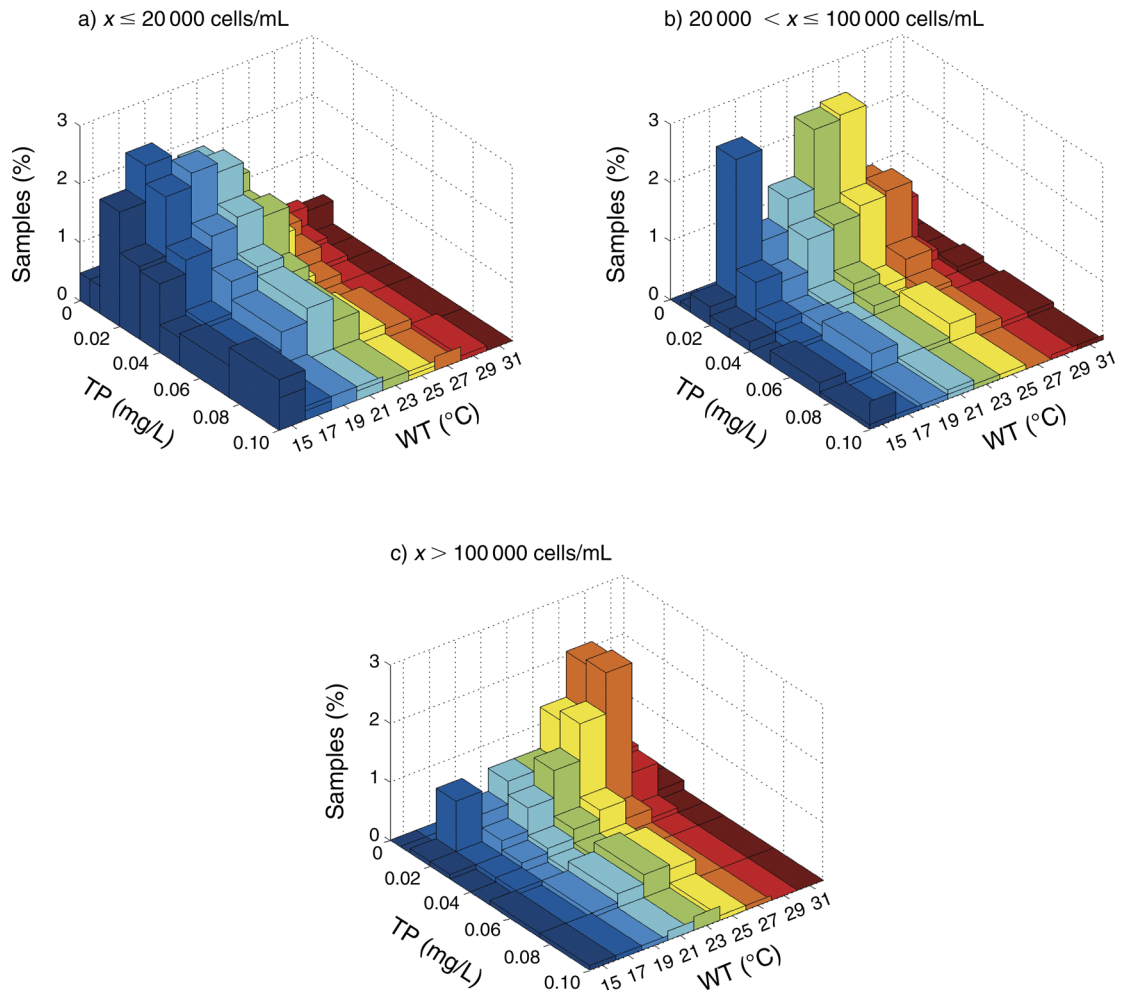 a) x ≤ 20 000 cells/mL
b) 20 000 < x ≤ 100 000 cells/mL
3
2
1
0
Samples (%)
0
0.02
0.04
0.06
0.08
0.10
TP (mg/L)
15 17 19 21 23 25 27 29 31
WT (°C)
3
2
1
0
Samples (%)
0
0.02
0.04
0.06
0.08
0.10
TP (mg/L)
15 17 19 21 23 25 27 29 31
WT (°C)
c) x > 100 000 cells/mL
3
2
1
0
Samples (%)
0
0.02
0.04
0.06
0.08
0.10
TP (mg/L)
15 17 19 21 23 25 27 29 31
WT (°C)